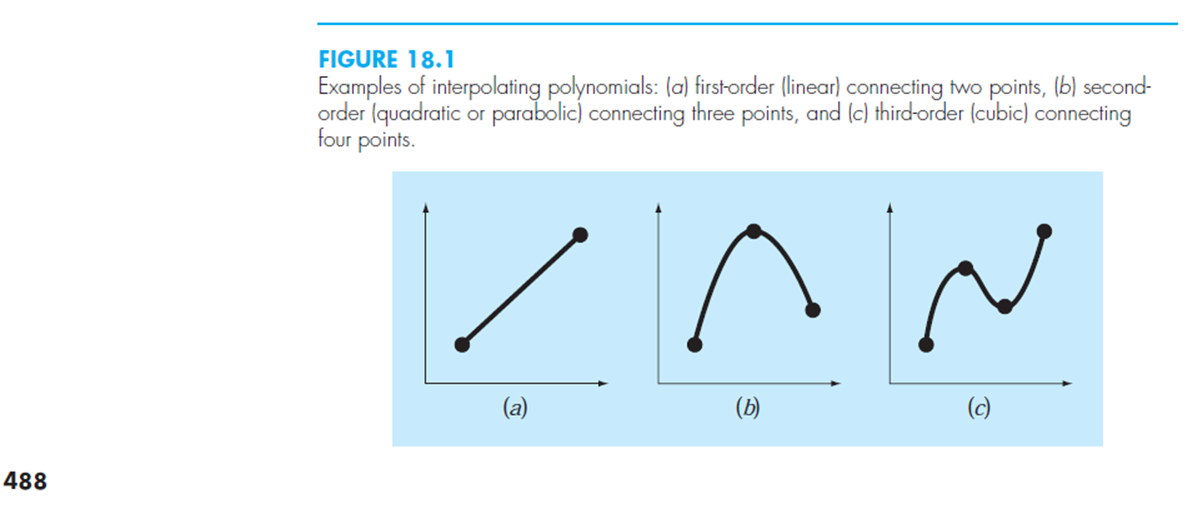 FIGURE 18.1
Examples of interpolating polynomials: (a) first-order (linear) connecting two points, (b) second-
order (quadratic or parabolic) connecting three points, and (c) third-order (cubic) connecting
four points.
(a) (b) (c)
488